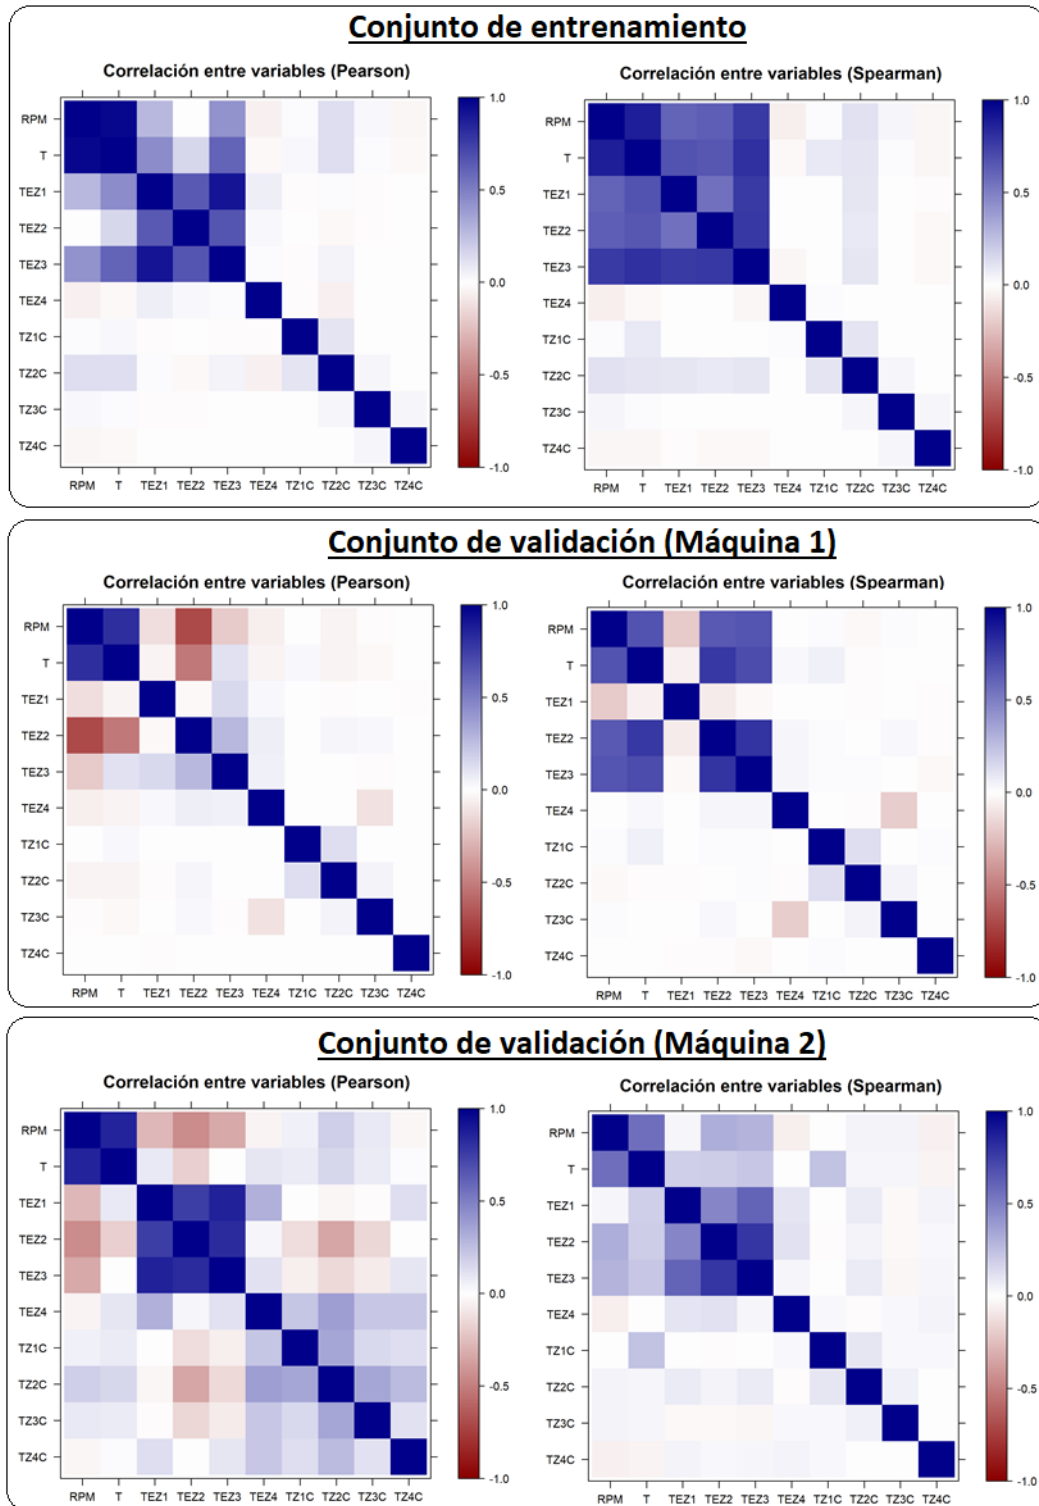 Conjunto de entrenamiento
Correlación entre variables (Pearson)
RPM
T
TEZ1
TEZ2
TEZ3
TEZ4
TZ1C
TZ2C
TZ3C
TZ4C
RPM T TEZ1 TEZ2 TEZ3 TEZ4 TZ1C TZ2C TZ3C TZ4C
1.0
0.5
0.0
-0.5
-1.0
Correlación entre variables (Spearman)
RPM
T
TEZ1
TEZ2
TEZ3
TEZ4
TZ1C
TZ2C
TZ3C
TZ4C
RPM T TEZ1 TEZ2 TEZ3 TEZ4 TZ1C TZ2C TZ3C TZ4C
1.0
0.5
0.0
-0.5
-1.0
Conjunto de validación (Máquina 1)
Correlación entre variables (Pearson)
RPM
T
TEZ1
TEZ2
TEZ3
TEZ4
TZ1C
TZ2C
TZ3C
TZ4C
RPM T TEZ1 TEZ2 TEZ3 TEZ4 TZ1C TZ2C TZ3C TZ4C
1.0
0.5
0.0
-0.5
-1.0
Correlación entre variables (Spearman)
RPM
T
TEZ1
TEZ2
TEZ3
TEZ4
TZ1C
TZ2C
TZ3C
TZ4C
RPM T TEZ1 TEZ2 TEZ3 TEZ4 TZ1C TZ2C TZ3C TZ4C
1.0
0.5
0.0
-0.5
-1.0
Conjunto de validación (Máquina 2)
Correlación entre variables (Pearson)
RPM
T
TEZ1
TEZ2
TEZ3
TEZ4
TZ1C
TZ2C
TZ3C
TZ4C
RPM T TEZ1 TEZ2 TEZ3 TEZ4 TZ1C TZ2C TZ3C TZ4C
1.0
0.5
0.0
-0.5
-1.0
Correlación entre variables (Spearman)
RPM
T
TEZ1
TEZ2
TEZ3
TEZ4
TZ1C
TZ2C
TZ3C
TZ4C
RPM T TEZ1 TEZ2 TEZ3 TEZ4 TZ1C TZ2C TZ3C TZ4C
1.0
0.5
0.0
-0.5
-1.0